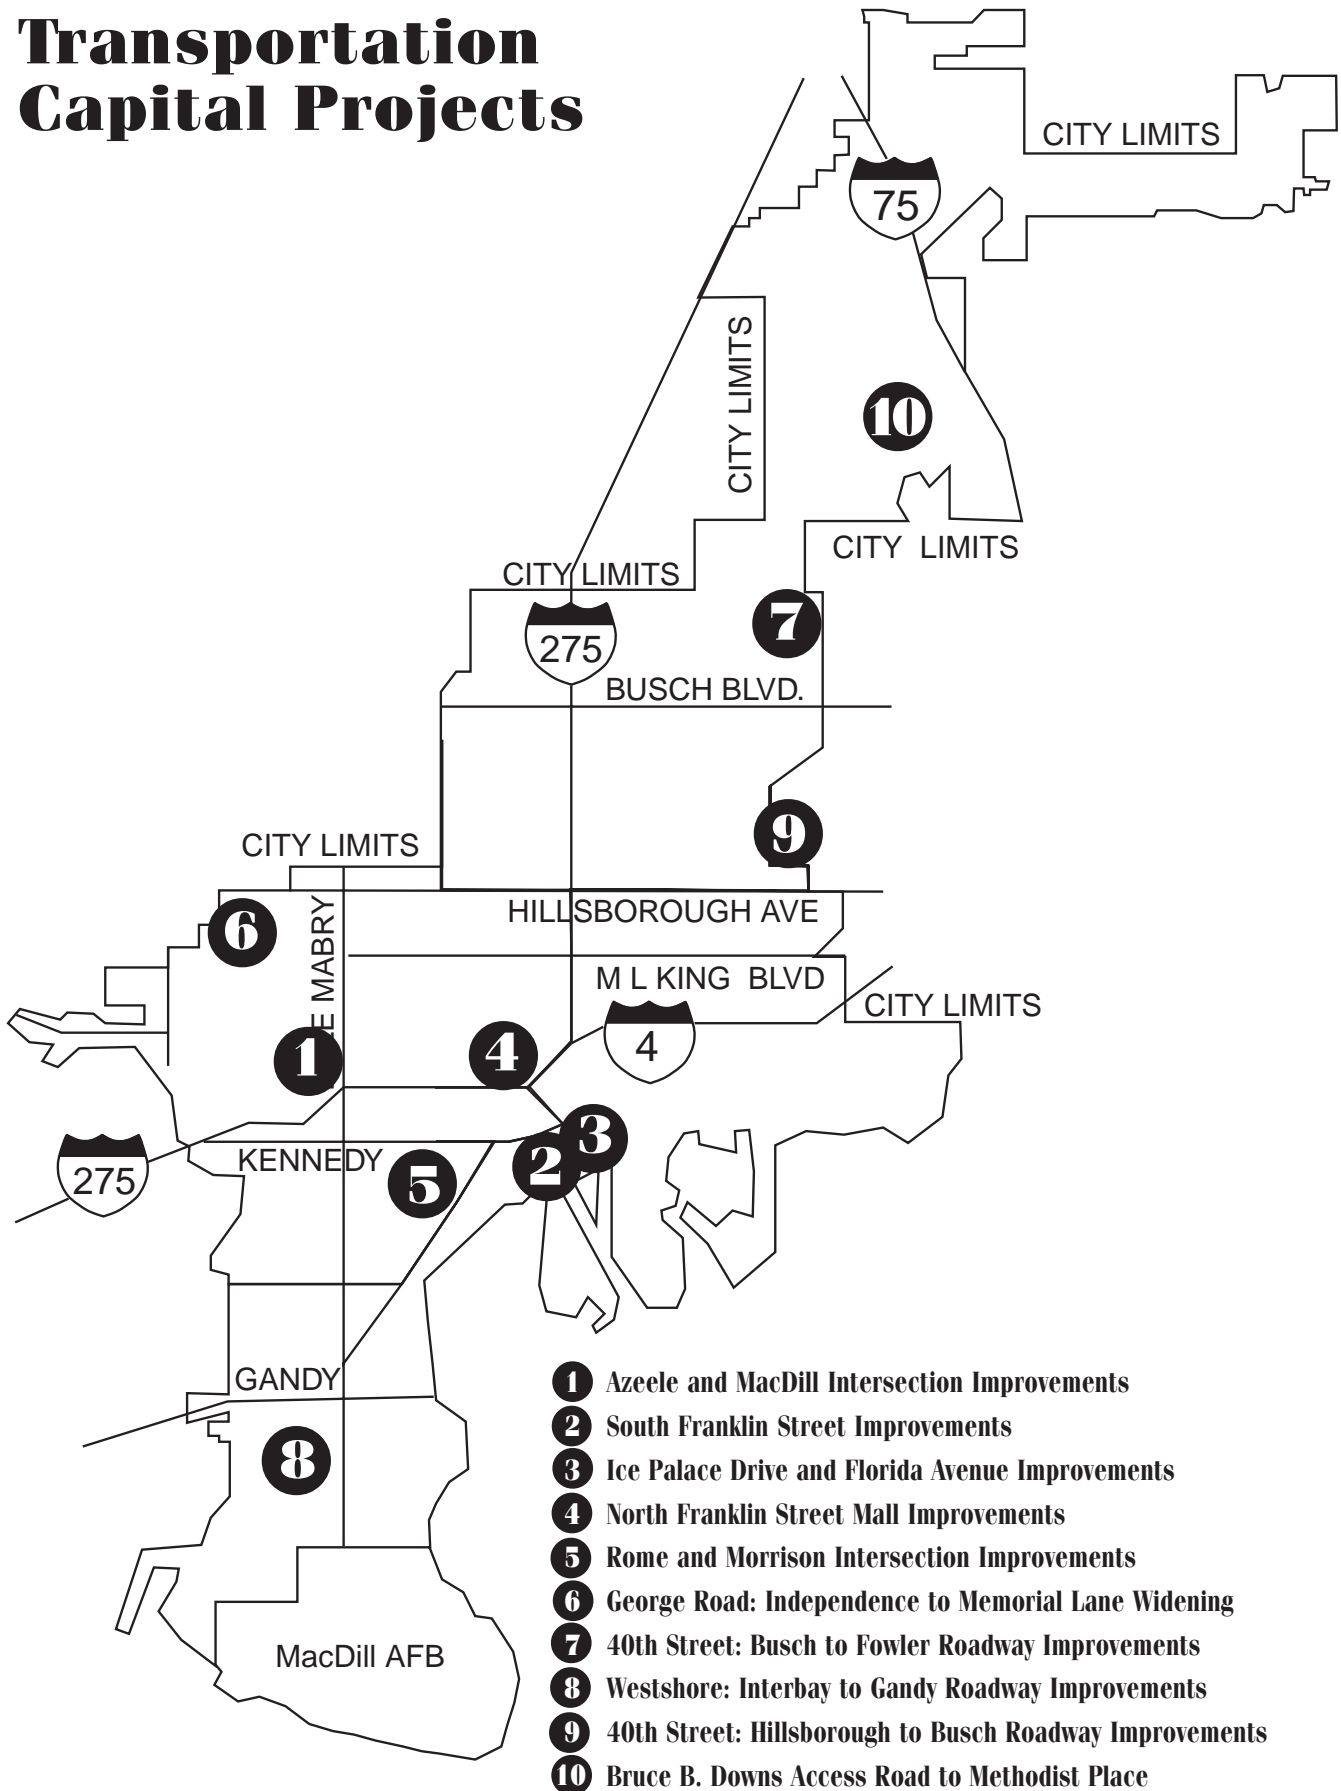 Transportation
Capital Projects
CITY LIMITS
75
CITY LIMITS
10
CITY LIMITS
CITY LIMITS
7
275
BUSCH BLVD.
9
CITY LIMITS
HILLSBOROUGH AVE
6
MABRY
M L KING BLVD
CITY LIMITS
4
1
4
3
2
KENNEDY
5
275
GANDY
8
MacDill AFB
1 Azeele and MacDill Intersection Improvements
2 South Franklin Street Improvements
3 Ice Palace Drive and Florida Avenue Improvements
4 North Franklin Street Mall Improvements
5 Rome and Morrison Intersection Improvements
6 George Road: Independence to Memorial Lane Widening
7 40th Street: Busch to Fowler Roadway Improvements
8 Westshore: Interbay to Gandy Roadway Improvements
9 40th Street: Hillsborough to Busch Roadway Improvements
10 Bruce B. Downs Access Road to Methodist Place